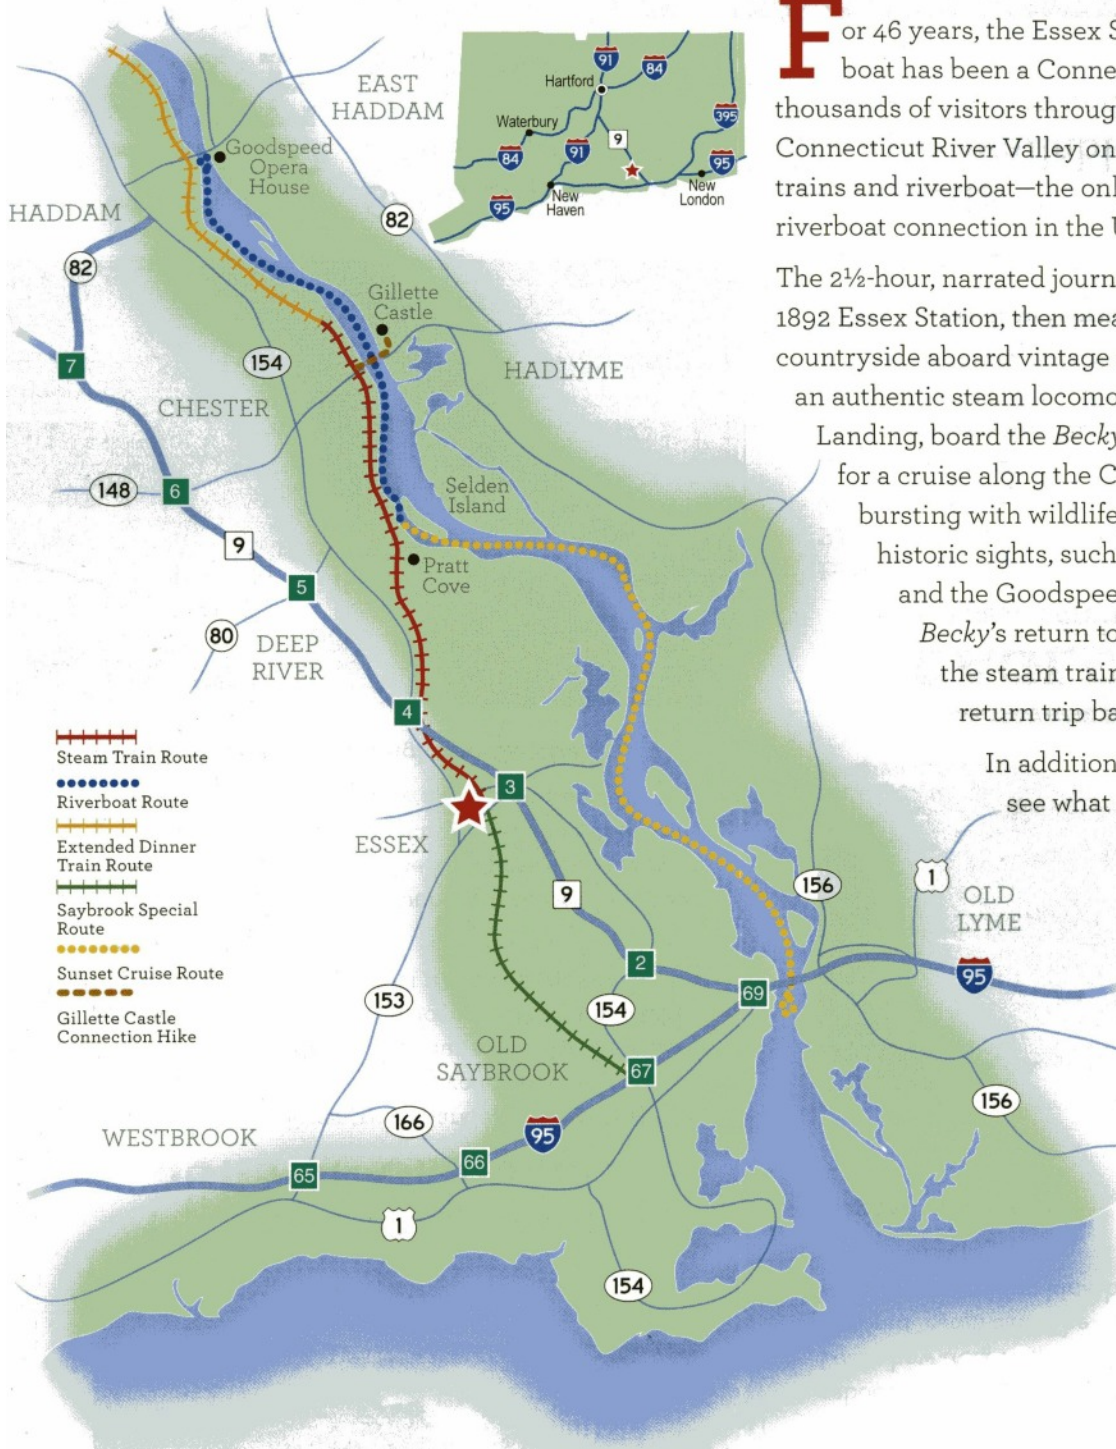 EAST
HADDAM
Goodspeed
Opera
House
HADDAM
82
82
7
154
Gillette
Castle
HADLYME
CHESTER
148
6
9
Selden
Island
Pratt
Cove
5
80
DEEP
RIVER
4
3
ESSEX
9
156
1
OLD
LYME
95
2
69
154
153
OLD
SAYBROOK
67
156
166
WESTBROOK
95
66
65
1
154
Steam Train Route
Riverboat Route
Extended Dinner
Train Route
Saybrook Special
Route
Sunset Cruise Route
Gillette Castle
Connection Hike
91
84
Hartford
Waterbury
395
9
84
91
95
New
Haven
New
London
95
For 46 years, the Essex S
boat has been a Conne
thousands of visitors throug
Connecticut River Valley on
trains and riverboat—the onl
riverboat connection in the U
The 2½-hour, narrated journ
1892 Essex Station, then mea
countryside aboard vintage
an authentic steam locomo
Landing, board the Becky
for a cruise along the C
bursting with wildlife
historic sights, such
and the Goodspee
Becky's return to
the steam train
return trip ba
In addition
see what